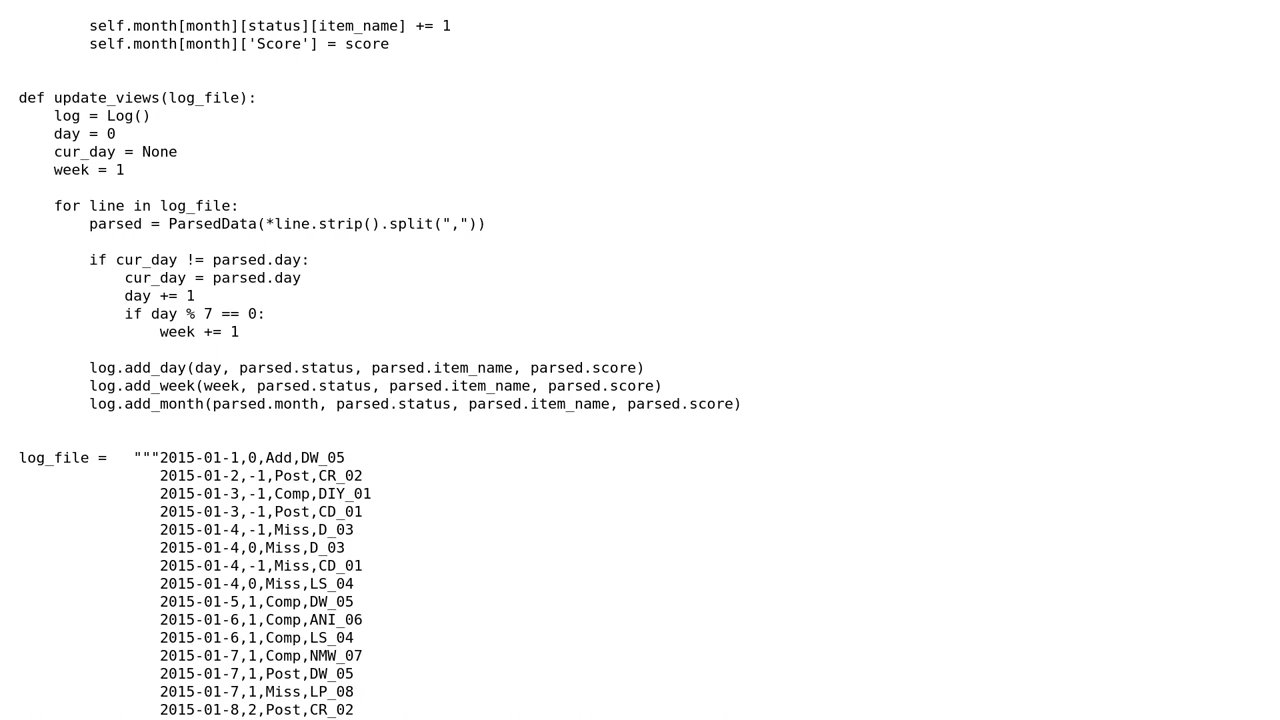 self.month[month][status][item_name] += 1
self.month[month]['Score'] = score
def update_views(log_file):
log = Log()
day = 0
cur_day = None
week = 1
for line in log_file:
parsed = ParsedData(*line.strip().split(","))
if cur_day != parsed.day:
cur_day = parsed.day
day += 1
if day % 7 == 0:
week += 1
log.add_day(day, parsed.status, parsed.item_name, parsed.score)
log.add_week(week, parsed.status, parsed.item_name, parsed.score)
log.add_month(parsed.month, parsed.status, parsed.item_name, parsed.score)
log_file =   """2015-01-1,0,Add,DW_05
2015-01-2,-1,Post,CR_02
2015-01-3,-1,Comp,DIY_01
2015-01-3,-1,Post,CD_01
2015-01-4,-1,Miss,D_03
2015-01-4,0,Miss,D_03
2015-01-4,-1,Miss,CD_01
2015-01-4,0,Miss,LS_04
2015-01-5,1,Comp,DW_05
2015-01-6,1,Comp,ANI_06
2015-01-6,1,Comp,LS_04
2015-01-7,1,Comp,NMW_07
2015-01-7,1,Post,DW_05
2015-01-7,1,Miss,LP_08
2015-01-8,2,Post,CR_02